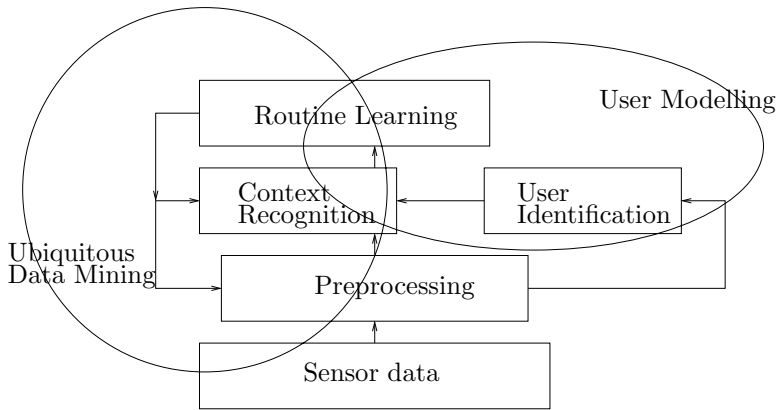 User Modelling
Routine Learning
Context
Recognition
User
Identification
Ubiquitous
Data Mining
Preprocessing
Sensor data